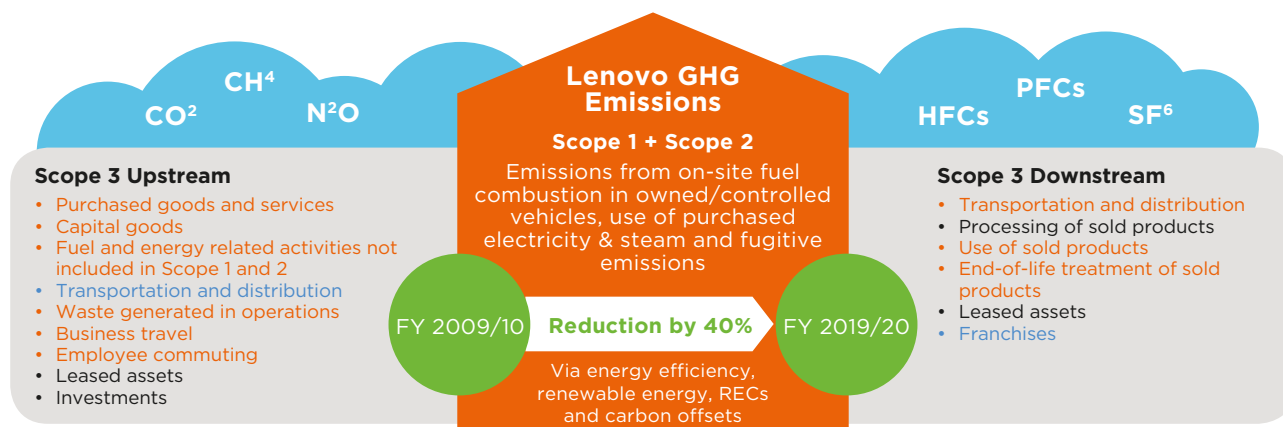 CO²
CH⁴
N²O
HFCs
PFCs
SF⁶
Scope 3 Upstream
• Purchased goods and services
• Capital goods
• Fuel and energy related activities not
included in Scope 1 and 2
• Transportation and distribution
• Waste generated in operations
• Business travel
• Employee commuting
• Leased assets
• Investments
Lenovo GHG
Emissions
Scope 1 + Scope 2
Emissions from on-site fuel
combustion in owned/controlled
vehicles, use of purchased
electricity & steam and fugitive
emissions
FY 2009/10
Reduction by 40%
FY 2019/20
Via energy efficiency,
renewable energy, RECs
and carbon offsets
Scope 3 Downstream
• Transportation and distribution
• Processing of sold products
• Use of sold products
• End-of-life treatment of sold
products
• Leased assets
• Franchises